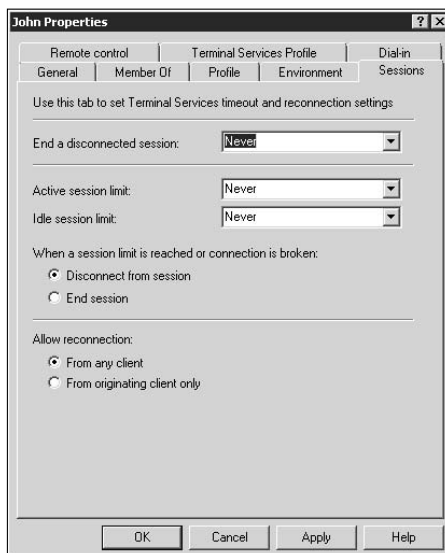 John Properties
Remote control Terminal Services Profile Dial-in
General Member Of Profile Environment Sessions
Use this tab to set Terminal Services timeout and reconnection settings
End a disconnected session: Never
Active session limit: Never
Idle session limit: Never
When a session limit is reached or connection is broken:
Disconnect from session
End session
Allow reconnection:
From any client
From originating client only
OK Cancel Apply Help